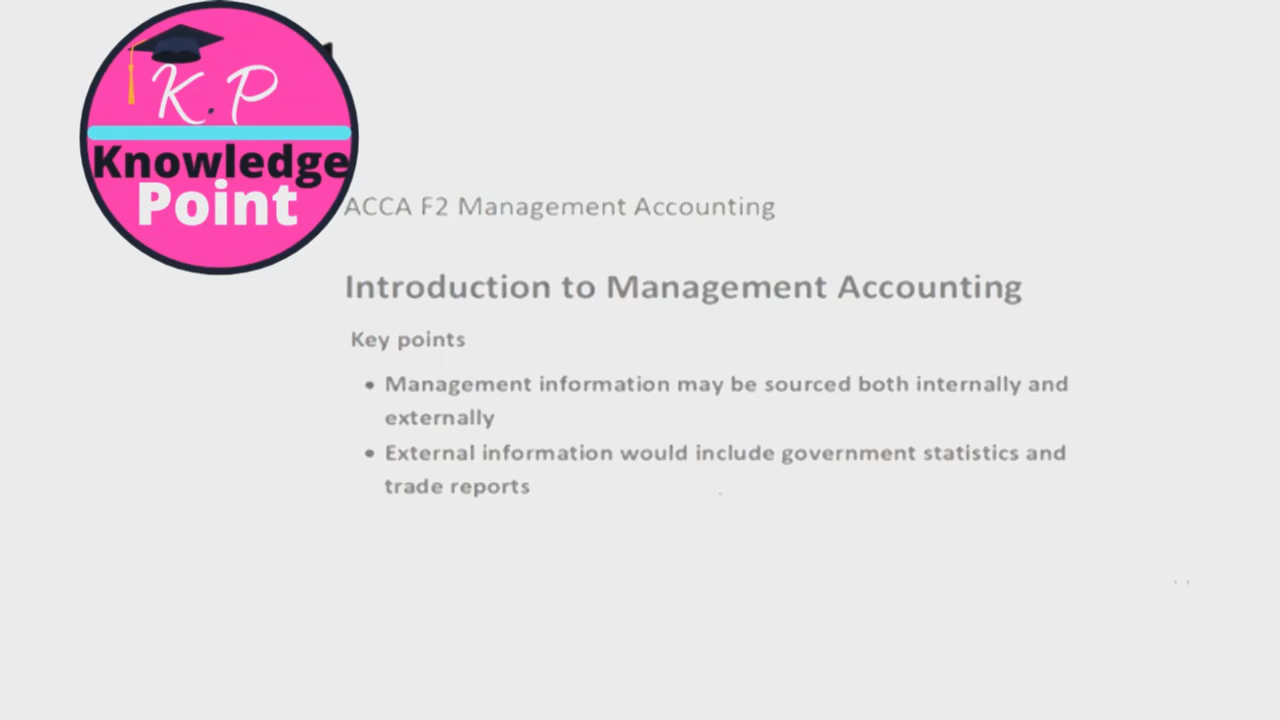 K.P
Knowledge
Point
ACCA F2 Management Accounting
Introduction to Management Accounting
Key points
• Management information may be sourced both internally and
externally
• External information would include government statistics and
trade reports